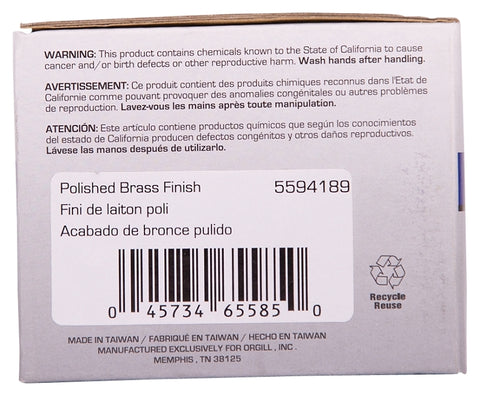 WARNING: This product contains chemicals known to the State of California to cause
cancer and/or birth defects or other reproductive harm. Wash hands after handling.
AVERTISSEMENT: Ce produit contient des produits chimiques reconnus dans l'Etat de
Californie comme pouvant provoquer des anomalies congénitales ou autres problèmes
de reproduction. Lavez-vous les mains après toute manipulation.
ATENCIÓN: Este artículo contiene productos químicos que según los conocimientos
del estado de California producen defectos congénitos y otros daños reproductivos.
Lávese las manos después de utilizarlo.
Polished Brass Finish 5594189
Fini de laiton poli
Acabado de bronce pulido
0 45734 65585 0
Recycle
Reuse
MADE IN TAIWAN / FABRIQUÉ EN TAIWAN / HECHO EN TAIWAN
MANUFACTURED EXCLUSIVELY FOR ORGILL, INC.
MEMPHIS, TN 38125